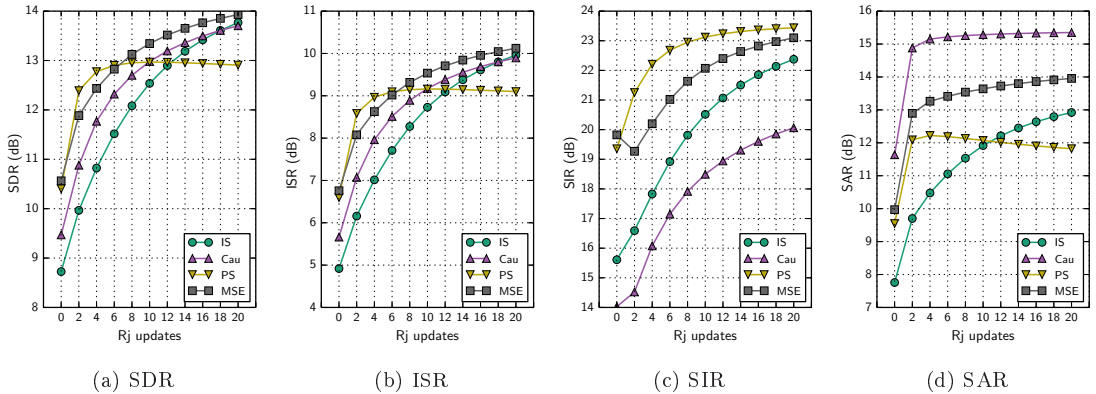 14
13
12
11
10
9
8
SDR (dB)
IS
Cau
PS
MSE
0 2 4 6 8 10 12 14 16 18 20
Rj updates
(a) SDR
11
10
9
8
7
6
5
4
ISR (dB)
IS
Cau
PS
MSE
0 2 4 6 8 10 12 14 16 18 20
Rj updates
(b) ISR
24
23
22
21
20
19
18
17
16
15
14
SIR (dB)
IS
Cau
PS
MSE
0 2 4 6 8 10 12 14 16 18 20
Rj updates
(c) SIR
16
15
14
13
12
11
10
9
8
7
SAR (dB)
IS
Cau
PS
MSE
0 2 4 6 8 10 12 14 16 18 20
Rj updates
(d) SAR